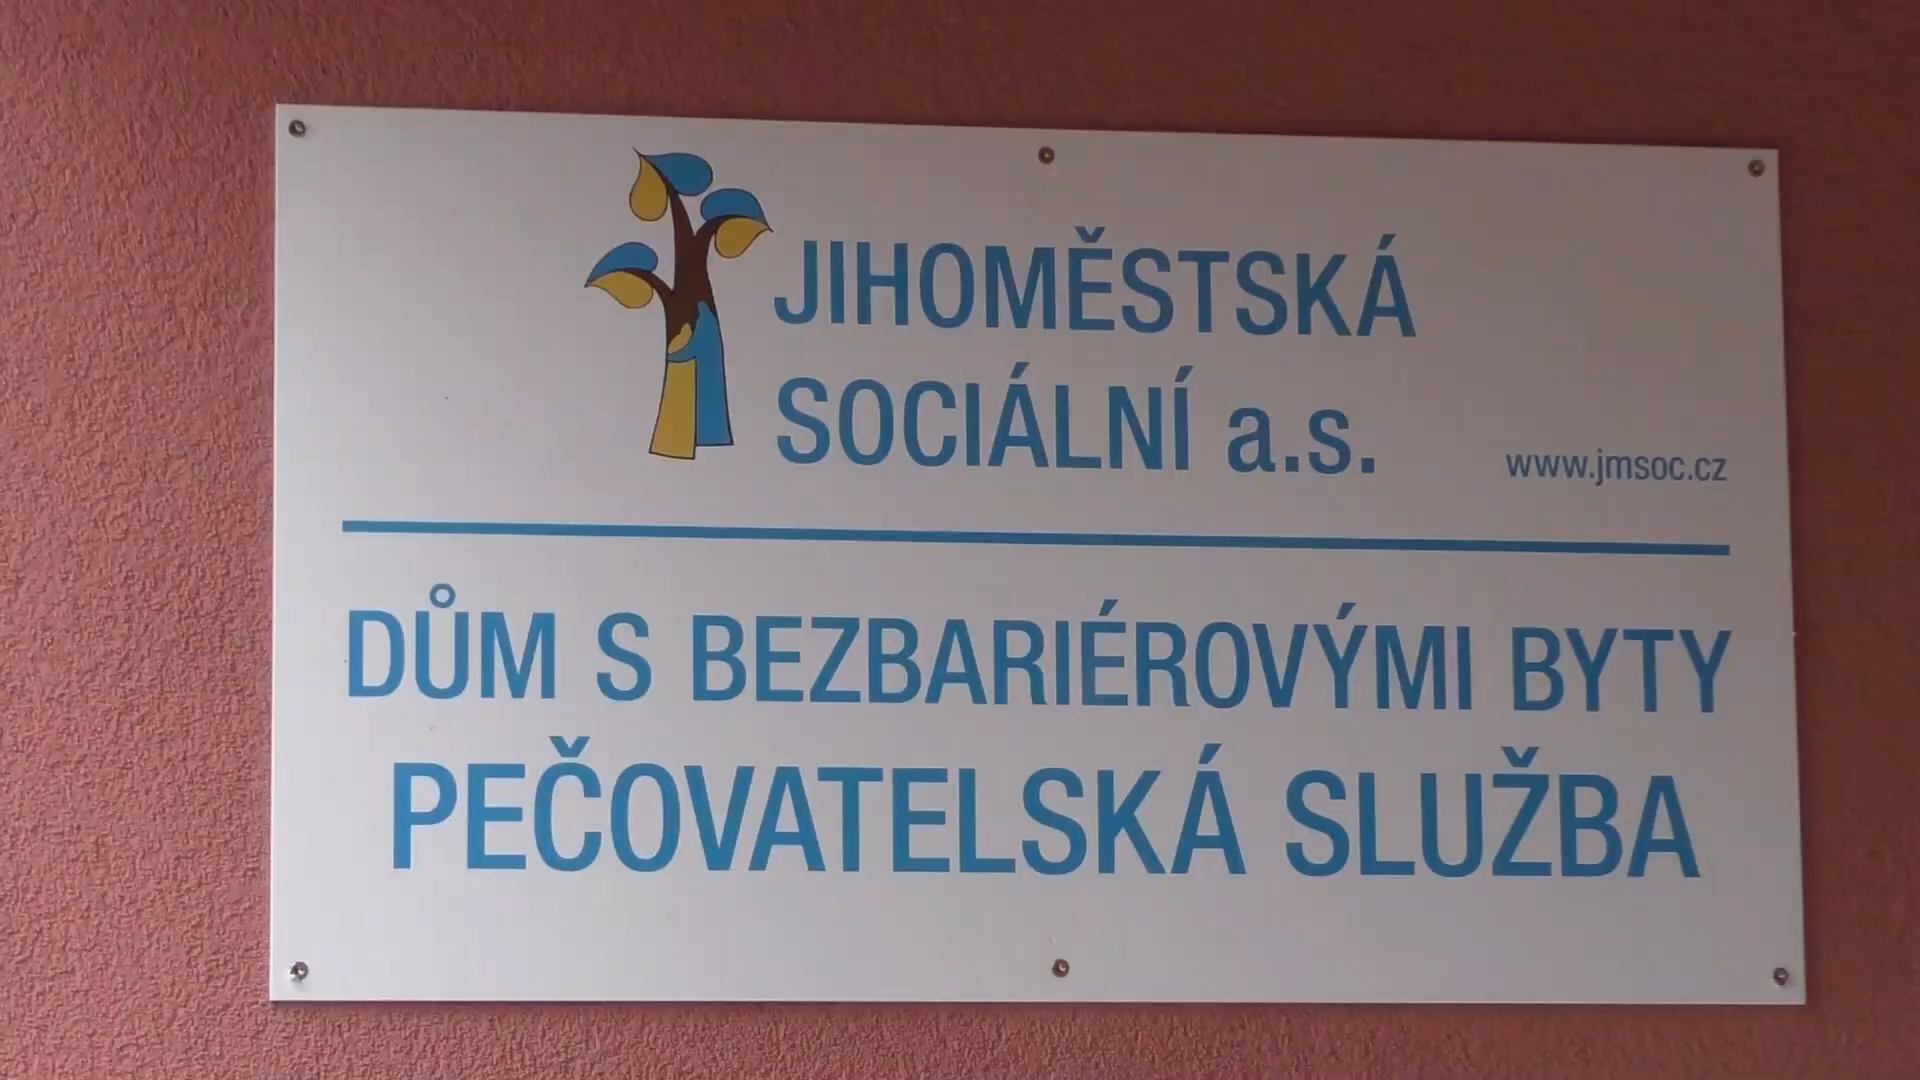 JIHOMĚSTSKÁ
SOCIÁLNÍ a.s.
www.jmsoc.cz
DŮM S BEZBARIÉROVÝMI BYTY
PEČOVATELSKÁ SLUŽBA